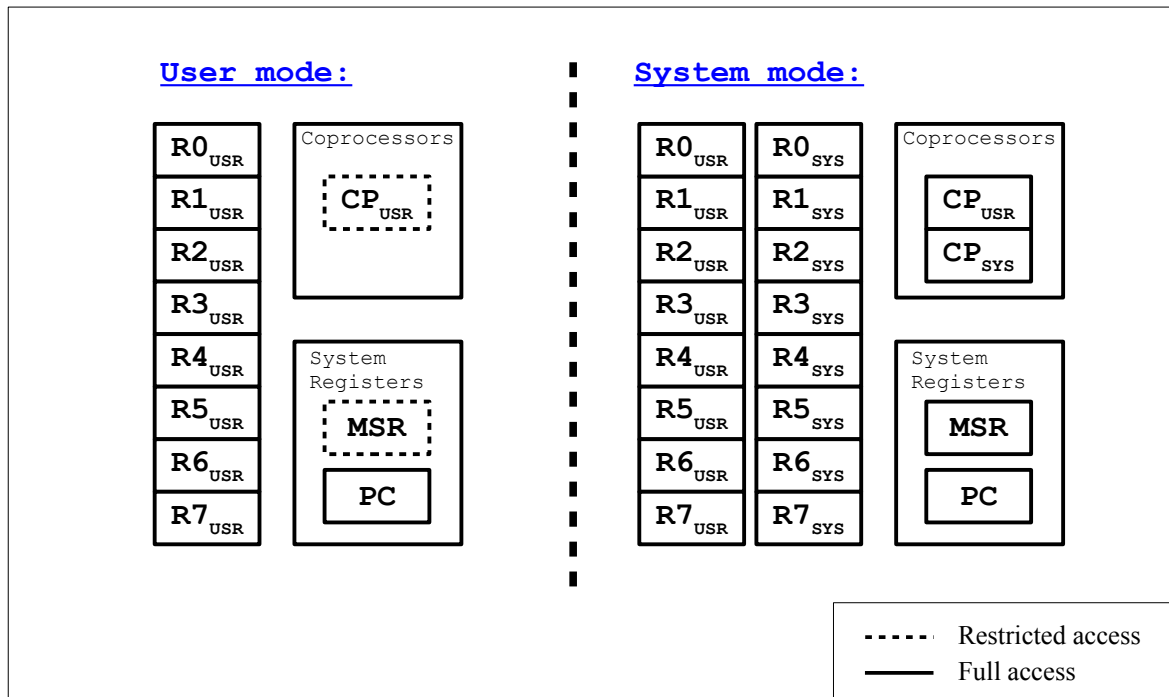 User mode:
R0USR
R1USR
R2USR
R3USR
R4USR
R5USR
R6USR
R7USR
Coprocessors
CPUSR
System
Registers
MSR
PC
System mode:
R0USR
R1USR
R2USR
R3USR
R4USR
R5USR
R6USR
R7USR
R0SYS
R1SYS
R2SYS
R3SYS
R4SYS
R5SYS
R6SYS
R7SYS
Coprocessors
CPUSR
CPSYS
System
Registers
MSR
PC
Restricted access
Full access